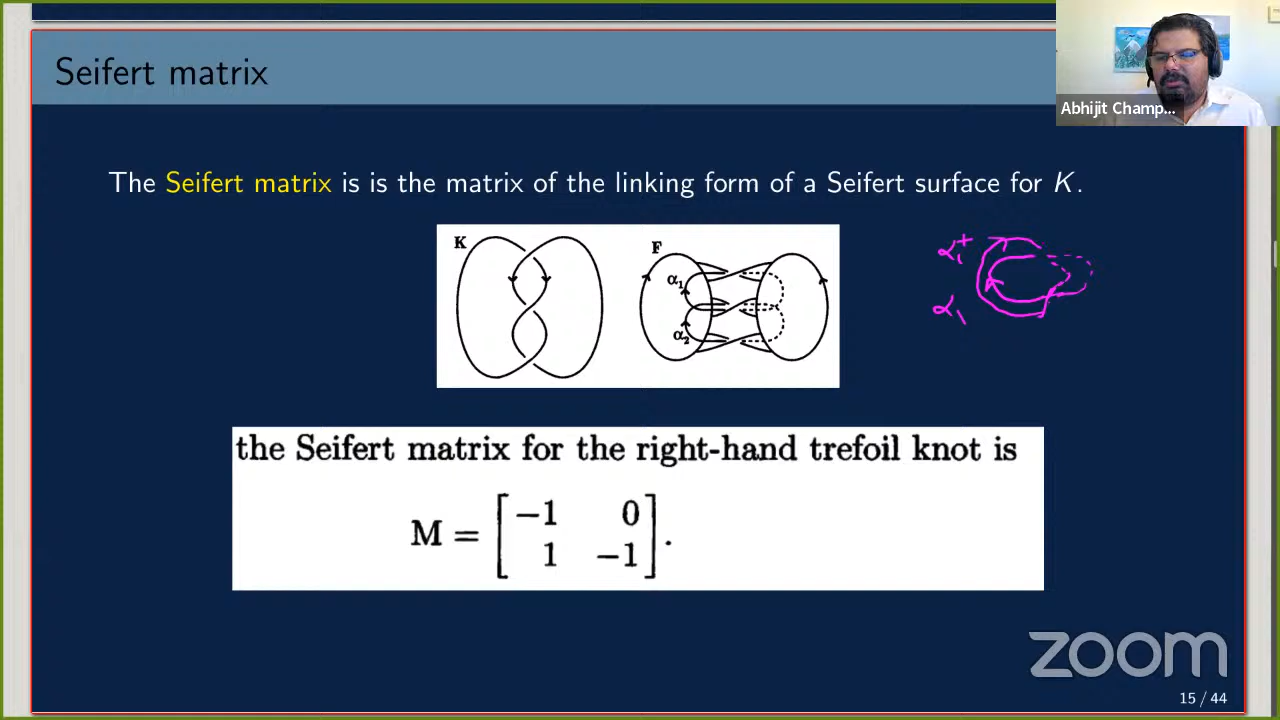 Seifert matrix
Abhijit Champ...
The Seifert matrix is is the matrix of the linking form of a Seifert surface for K.
K
F
α₁
α₂
α₁⁺
α₁
the Seifert matrix for the right-hand trefoil knot is
M = [ −1 0
1 −1 ].
zoom
15 / 44